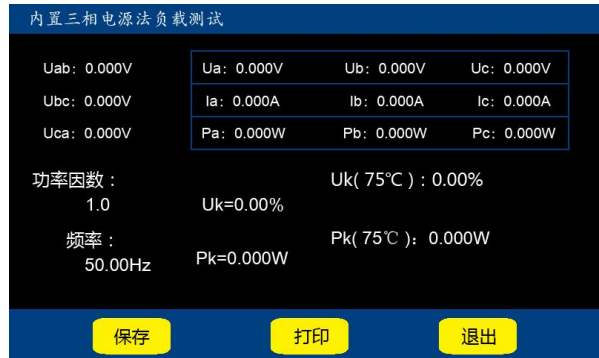 内置三相电源法负载测试
Uab: 0.000V Ua: 0.000V Ub: 0.000V Uc: 0.000V
Ubc: 0.000V Ia: 0.000A Ib: 0.000A Ic: 0.000A
Uca: 0.000V Pa: 0.000W Pb: 0.000W Pc: 0.000W
功率因数： Uk( 75℃ )：0.00%
1.0 Uk=0.00%
频率： Pk( 75℃ )：0.000W
50.00Hz Pk=0.000W
保存 打印 退出